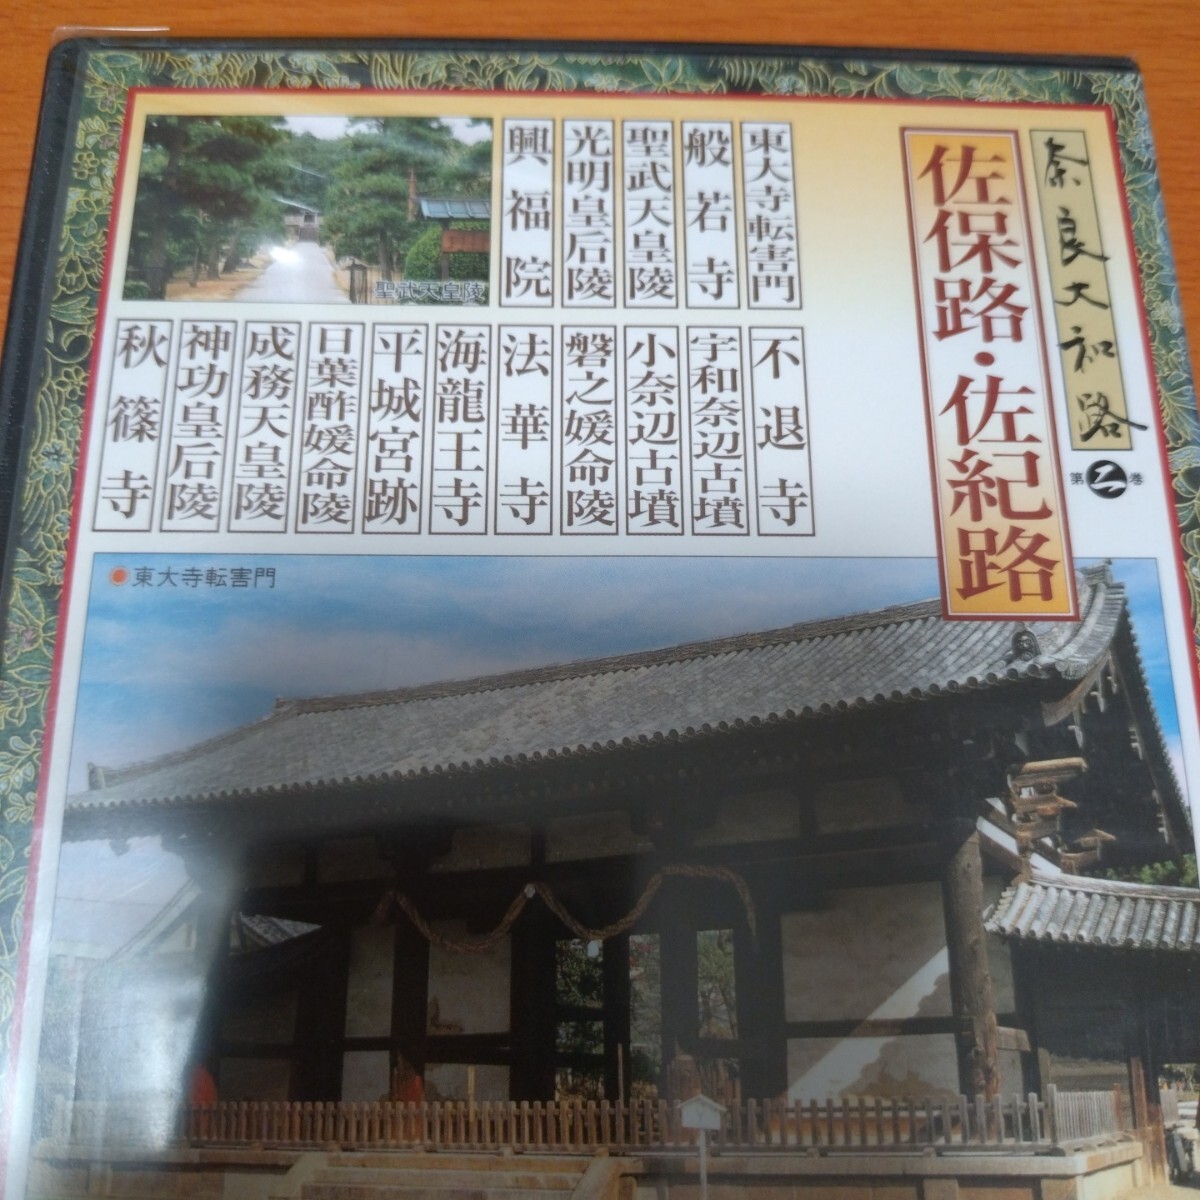 奈良大和路
第二巻
佐保路・佐紀路
東大寺転害門
般若寺
聖武天皇陵
光明皇后陵
興福院
聖武天皇陵
不退寺
宇和奈辺古墳
小奈辺古墳
磐之媛命陵
法華寺
海龍王寺
平城宮跡
日葉酢媛命陵
成務天皇陵
神功皇后陵
秋篠寺
東大寺転害門